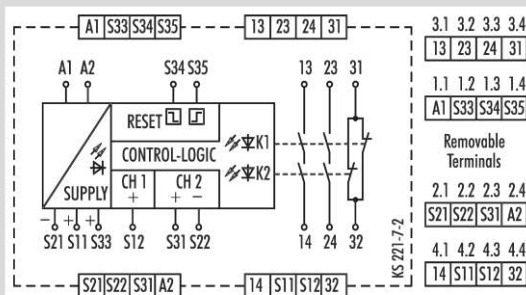 A1 S33 S34 S35
13 23 24 31
3.1 3.2 3.3 3.4
13 23 24 31
A1 A2 S34 S35 13 23 31
1.1 1.2 1.3 1.4
A1 S33 S34 S35
RESET
K1
CONTROL-LOGIC
K2
Removable
Terminals
SUPPLY
CH 1
+
CH 2
+ -
2.1 2.2 2.3 2.4
S21 S22 S31 A2
- + +
S21 S11 S33 S12 S31 S22 14 24 32
KS 221-7-2
4.1 4.2 4.3 4.4
14 S11 S12 32
S21 S22 S31 A2
14 S11 S12 32